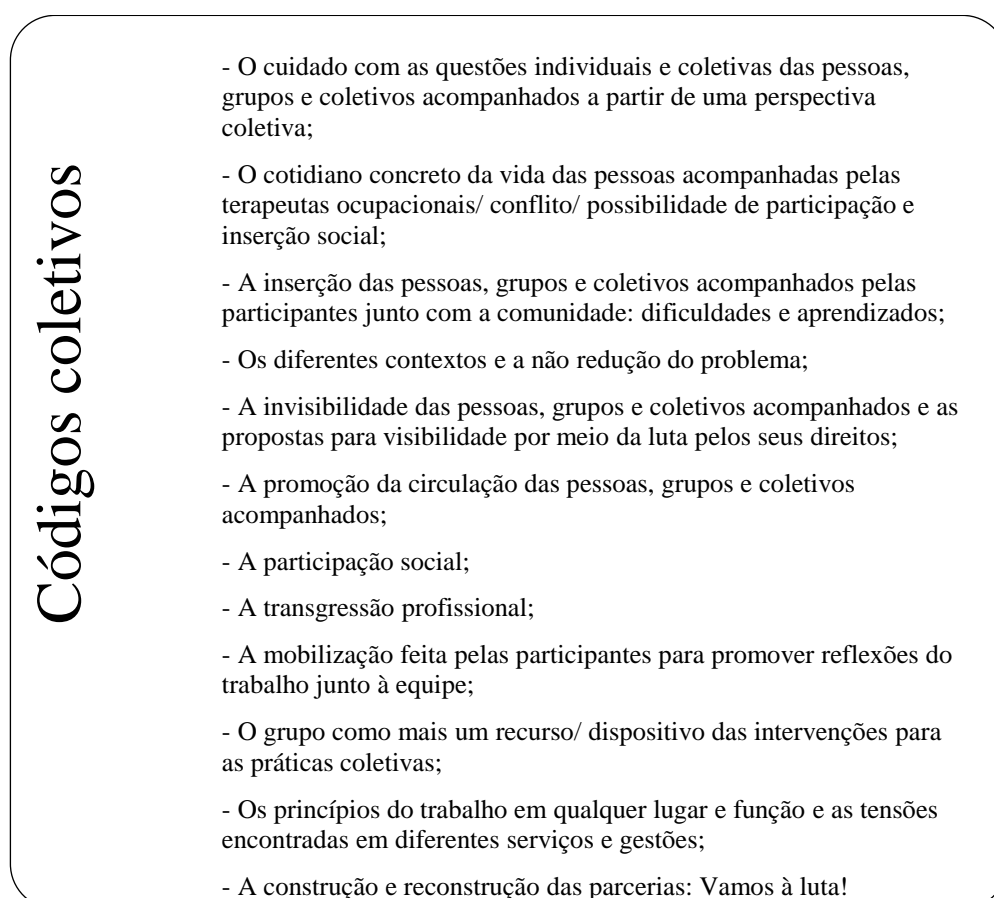 Códigos coletivos
- O cuidado com as questões individuais e coletivas das pessoas,
grupos e coletivos acompanhados a partir de uma perspectiva
coletiva;
- O cotidiano concreto da vida das pessoas acompanhadas pelas
terapeutas ocupacionais/ conflito/ possibilidade de participação e
inserção social;
- A inserção das pessoas, grupos e coletivos acompanhados pelas
participantes junto com a comunidade: dificuldades e aprendizados;
- Os diferentes contextos e a não redução do problema;
- A invisibilidade das pessoas, grupos e coletivos acompanhados e as
propostas para visibilidade por meio da luta pelos seus direitos;
- A promoção da circulação das pessoas, grupos e coletivos
acompanhados;
- A participação social;
- A transgressão profissional;
- A mobilização feita pelas participantes para promover reflexões do
trabalho junto à equipe;
- O grupo como mais um recurso/ dispositivo das intervenções para
as práticas coletivas;
- Os princípios do trabalho em qualquer lugar e função e as tensões
encontradas em diferentes serviços e gestões;
- A construção e reconstrução das parcerias: Vamos à luta!